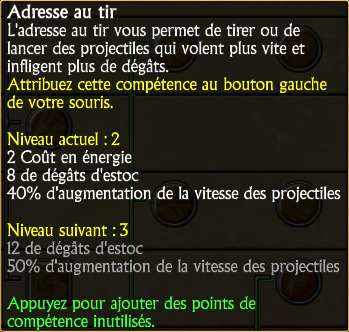 Adresse au tir
L'adresse au tir vous permet de tirer ou de
lancer des projectiles qui volent plus vite et
infligent plus de dégâts.
Attribuez cette compétence au bouton gauche
de votre souris.
Niveau actuel : 2
2 Coût en énergie
8 de dégâts d'estoc
40% d'augmentation de la vitesse des projectiles
Niveau suivant : 3
12 de dégâts d'estoc
50% d'augmentation de la vitesse des projectiles
Appuyez pour ajouter des points de
compétence inutilisés.